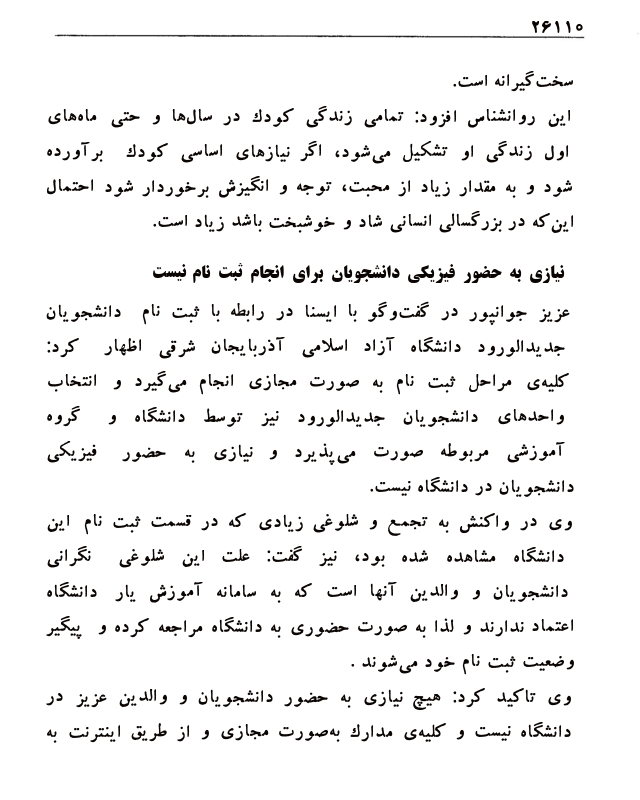 ۲۶۱۱۰
سخت‌گیرانه است.
این روانشناس افزود: تمامی زندگی کودك در سال‌ها و حتی ماه‌های
اول زندگی او تشکیل می‌شود، اگر نیازهای اساسی کودك برآورده
شود و به مقدار زیاد از محبت، توجه و انگیزش برخوردار شود احتمال
این‌که در بزرگسالی انسانی شاد و خوشبخت باشد زیاد است.
نیازی به حضور فیزیکی دانشجویان برای انجام ثبت نام نیست
عزیز جوانپور در گفت‌وگو با ایسنا در رابطه با ثبت نام دانشجویان
جدیدالورود دانشگاه آزاد اسلامی آذربایجان شرقی اظهار کرد:
کلیه‌ی مراحل ثبت نام به صورت مجازی انجام می‌گیرد و انتخاب
واحدهای دانشجویان جدیدالورود نیز توسط دانشگاه و گروه
آموزشی مربوطه صورت می‌پذیرد و نیازی به حضور فیزیکی
دانشجویان در دانشگاه نیست.
وی در واکنش به تجمع و شلوغی زیادی که در قسمت ثبت نام این
دانشگاه مشاهده شده بود، نیز گفت: علت این شلوغی نگرانی
دانشجویان و والدین آنها است که به سامانه آموزش یار دانشگاه
اعتماد ندارند و لذا به صورت حضوری به دانشگاه مراجعه کرده و پیگیر
وضعیت ثبت نام خود می‌شوند .
وی تاکید کرد: هیچ نیازی به حضور دانشجویان و والدین عزیز در
دانشگاه نیست و کلیه‌ی مدارك به‌صورت مجازی و از طریق اینترنت به